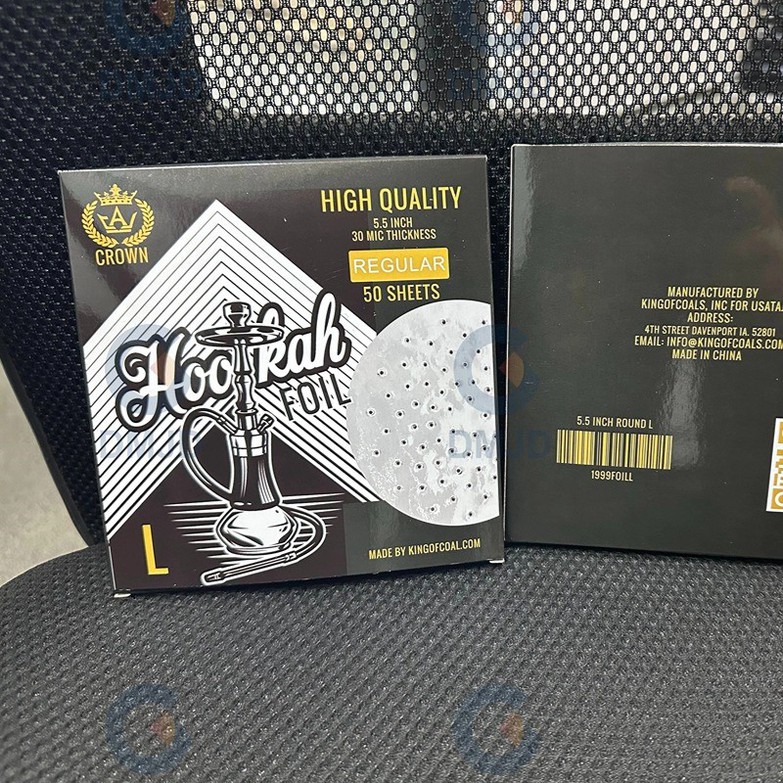 CROWN
HIGH QUALITY
5.5 INCH
30 MIC THICKNESS
REGULAR
50 SHEETS
Hookah
FOIL
L
MADE BY KINGOFCOAL.COM
MANUFACTURED BY
KINGOFCOALS, INC FOR USATA
ADDRESS:
4TH STREET DAVENPORT IA. 52801
EMAIL: INFO@KINGOFCOALS.COM
MADE IN CHINA
5.5 INCH ROUND L
1999FOILL
DMJD
DMJD